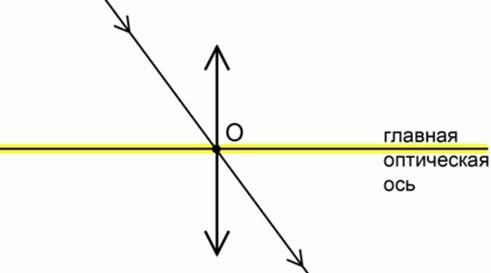 O
главная
оптическая
ось